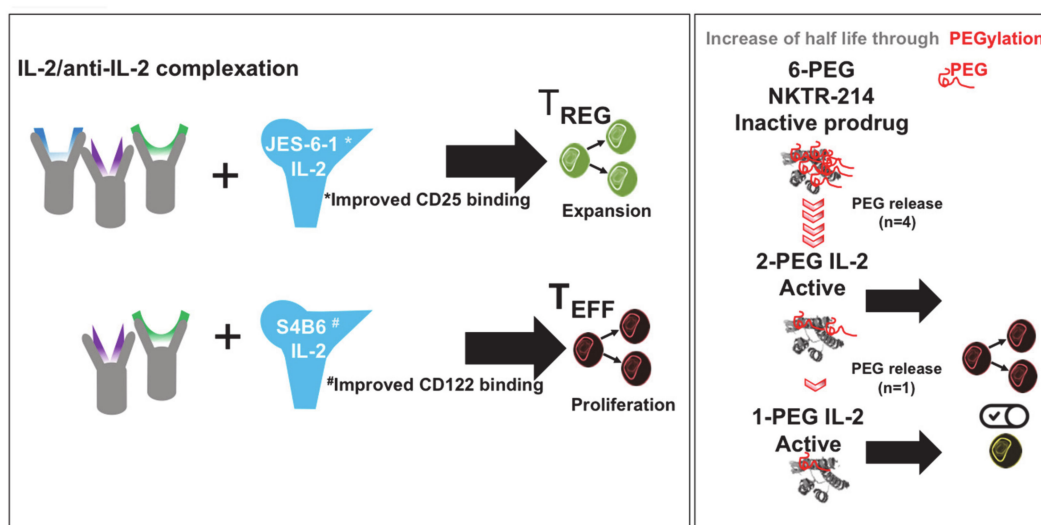 IL-2/anti-IL-2 complexation
JES-6-1 *
IL-2
*Improved CD25 binding
TREG
Expansion
S4B6 #
IL-2
#Improved CD122 binding
TEFF
Proliferation
Increase of half life through PEGylation
PEG
6-PEG
NKTR-214
Inactive prodrug
PEG release
(n=4)
2-PEG IL-2
Active
PEG release
(n=1)
1-PEG IL-2
Active